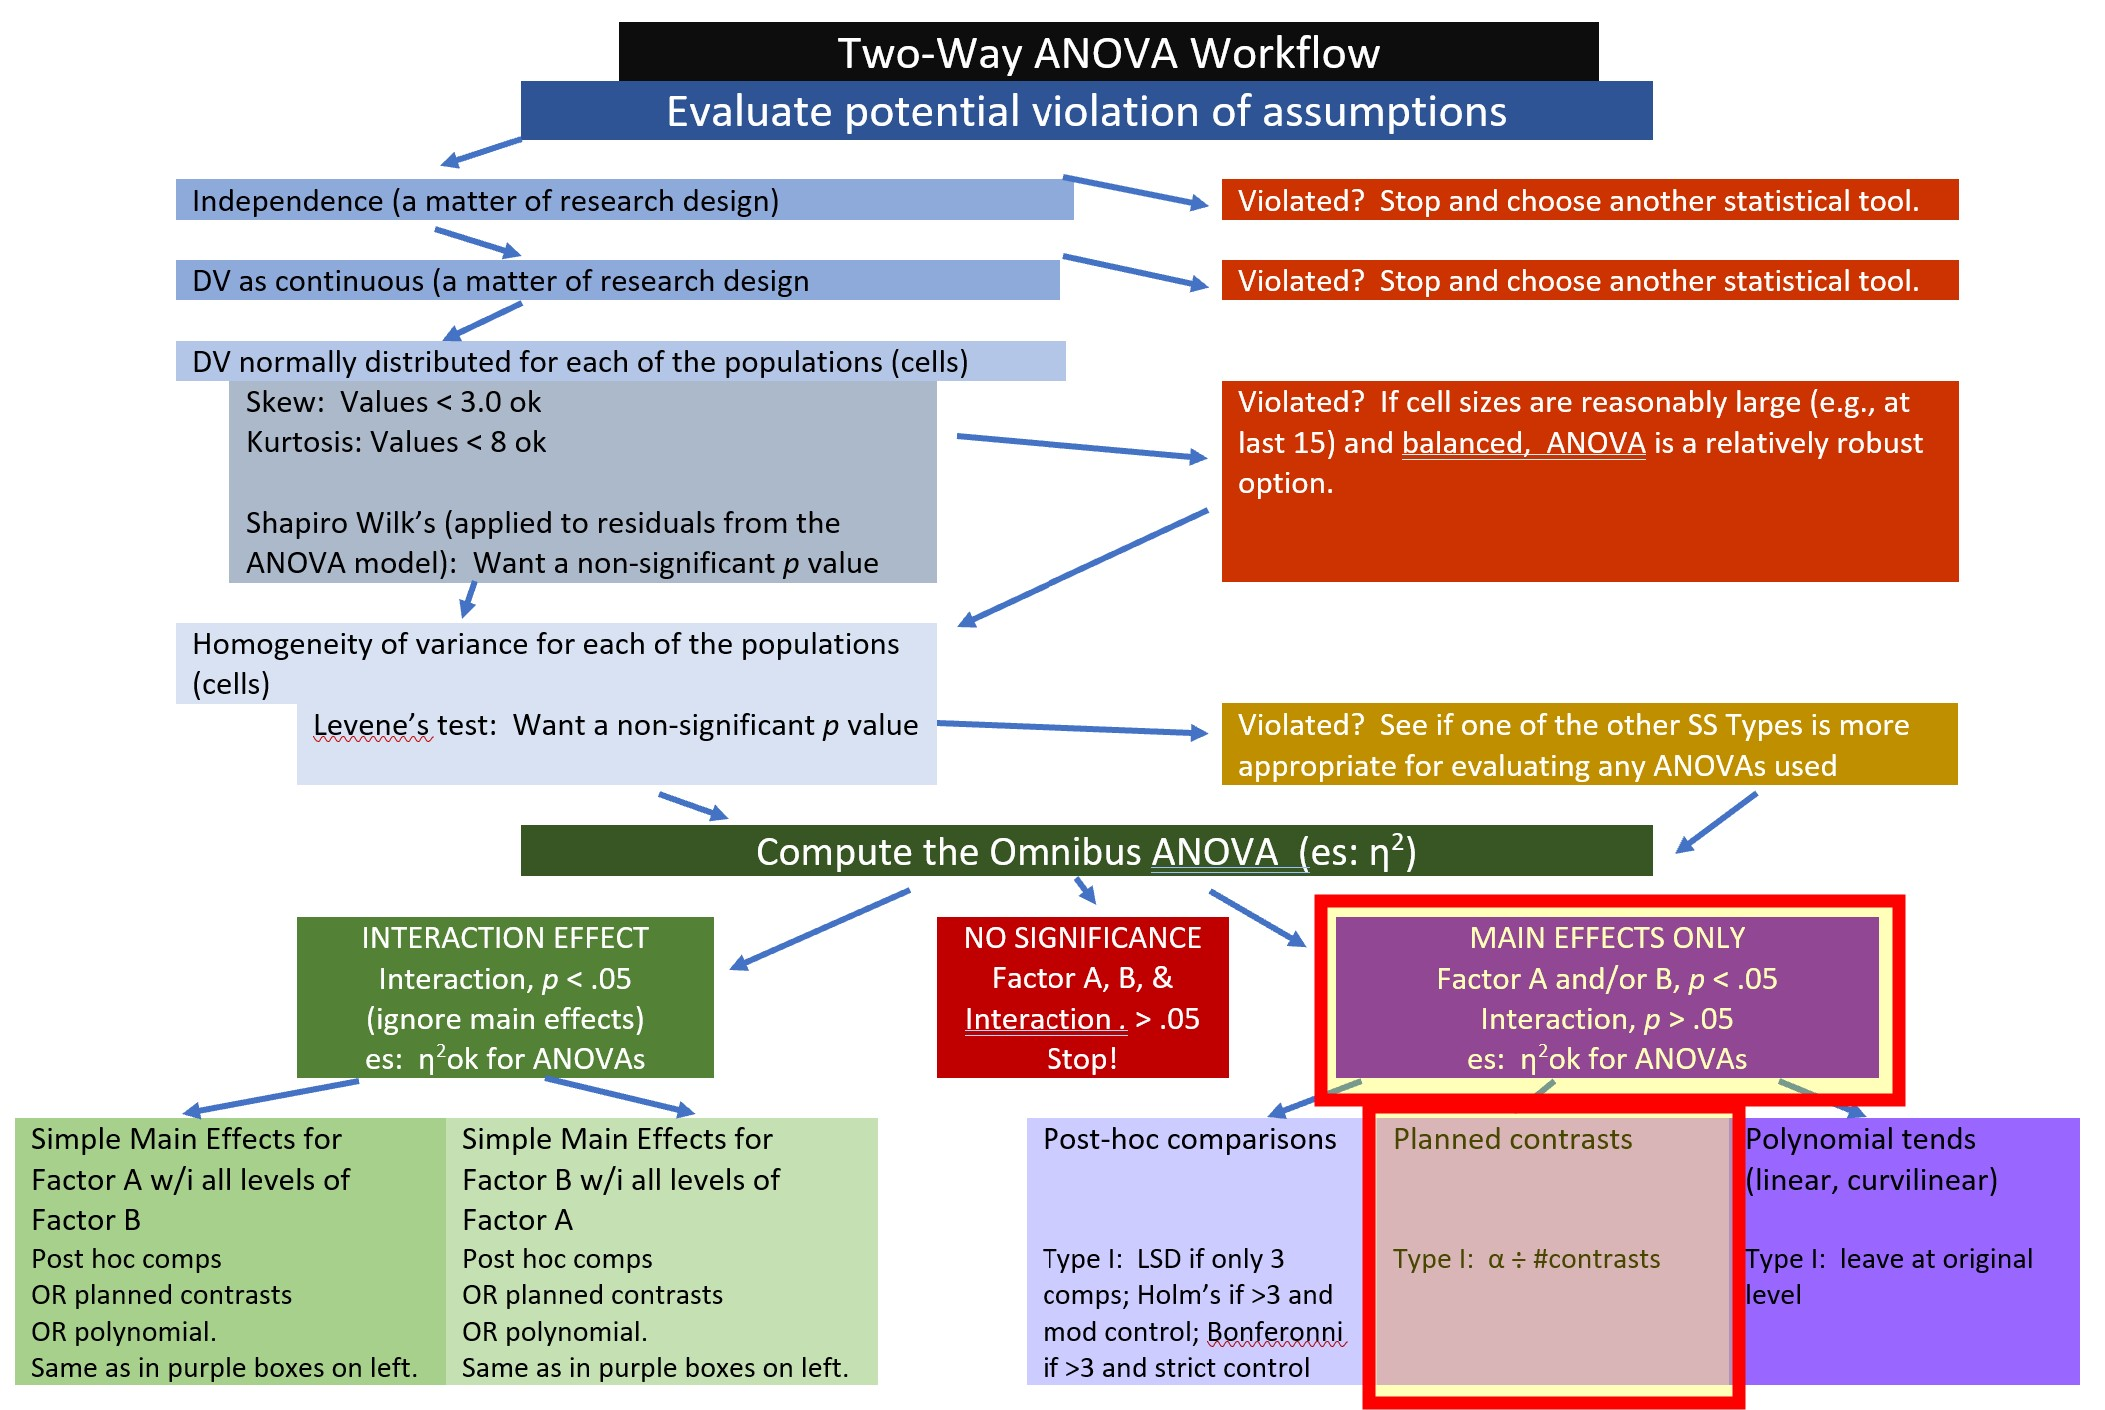 Two-Way ANOVA Workflow
Evaluate potential violation of assumptions
Independence (a matter of research design)
Violated?  Stop and choose another statistical tool.
DV as continuous (a matter of research design
Violated?  Stop and choose another statistical tool.
DV normally distributed for each of the populations (cells)
Skew:  Values < 3.0 ok
Kurtosis: Values < 8 ok
Shapiro Wilk’s (applied to residuals from the
ANOVA model):  Want a non-significant p value
Violated?  If cell sizes are reasonably large (e.g., at
last 15) and balanced,  ANOVA is a relatively robust
option.
Homogeneity of variance for each of the populations
(cells)
Levene’s test:  Want a non-significant p value
Violated?  See if one of the other SS Types is more
appropriate for evaluating any ANOVAs used
Compute the Omnibus ANOVA  (es: η²)
INTERACTION EFFECT
Interaction, p < .05
(ignore main effects)
es:  η²ok for ANOVAs
NO SIGNIFICANCE
Factor A, B, &
Interaction . > .05
Stop!
MAIN EFFECTS ONLY
Factor A and/or B, p < .05
Interaction, p > .05
es:  η²ok for ANOVAs
Simple Main Effects for
Factor A w/i all levels of
Factor B
Post hoc comps
OR planned contrasts
OR polynomial.
Same as in purple boxes on left.
Simple Main Effects for
Factor B w/i all levels of
Factor A
Post hoc comps
OR planned contrasts
OR polynomial.
Same as in purple boxes on left.
Post-hoc comparisons
Type I:  LSD if only 3
comps; Holm’s if >3 and
mod control; Bonferonni
if >3 and strict control
Planned contrasts
Type I:  α ÷ #contrasts
Polynomial tends
(linear, curvilinear)
Type I:  leave at original
level